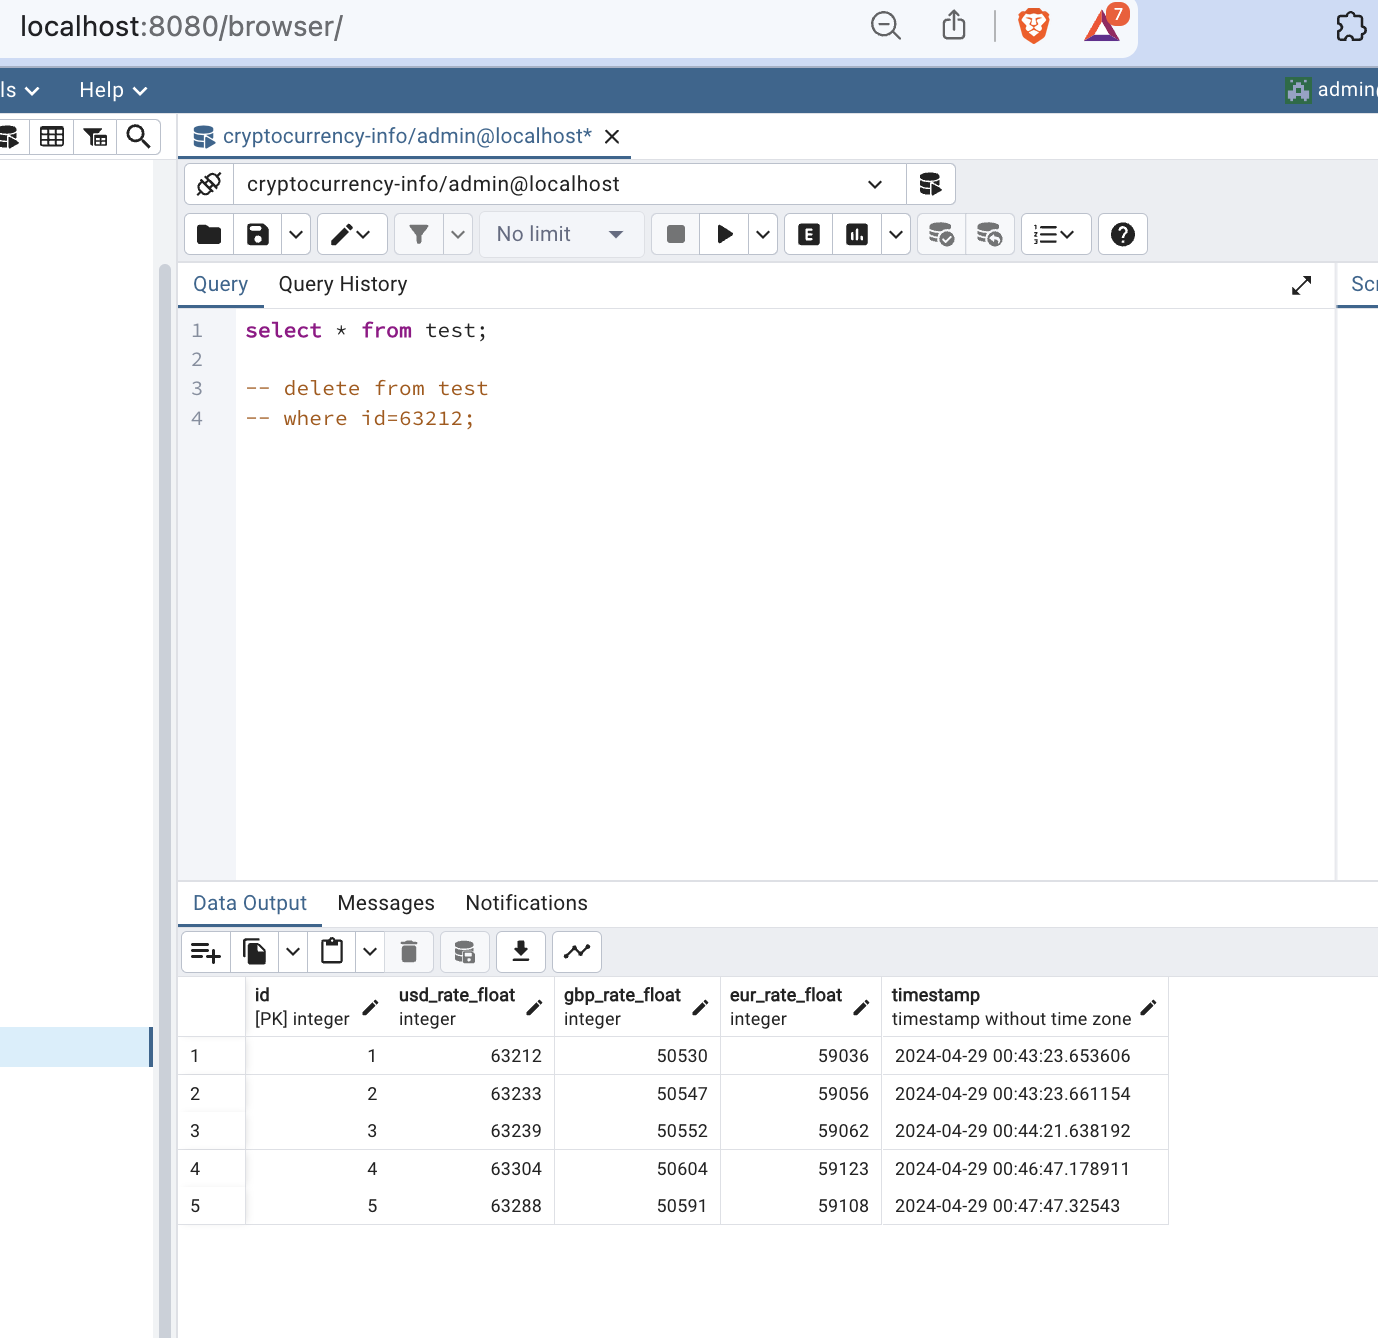 localhost:8080/browser/
7
ls Help admin
cryptocurrency-info/admin@localhost*
cryptocurrency-info/admin@localhost
No limit E
Query Query History Scr
1 select * from test;
2
3 -- delete from test
4 -- where id=63212;
Data Output Messages Notifications
id usd_rate_float gbp_rate_float eur_rate_float timestamp
[PK] integer integer integer integer timestamp without time zone
1 1 63212 50530 59036 2024-04-29 00:43:23.653606
2 2 63233 50547 59056 2024-04-29 00:43:23.661154
3 3 63239 50552 59062 2024-04-29 00:44:21.638192
4 4 63304 50604 59123 2024-04-29 00:46:47.178911
5 5 63288 50591 59108 2024-04-29 00:47:47.32543